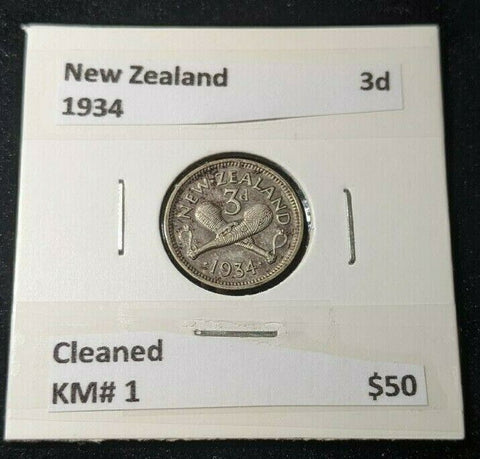 New Zealand 3d
1934
NEW ZEALAND
3d
1934
Cleaned
KM# 1 $50